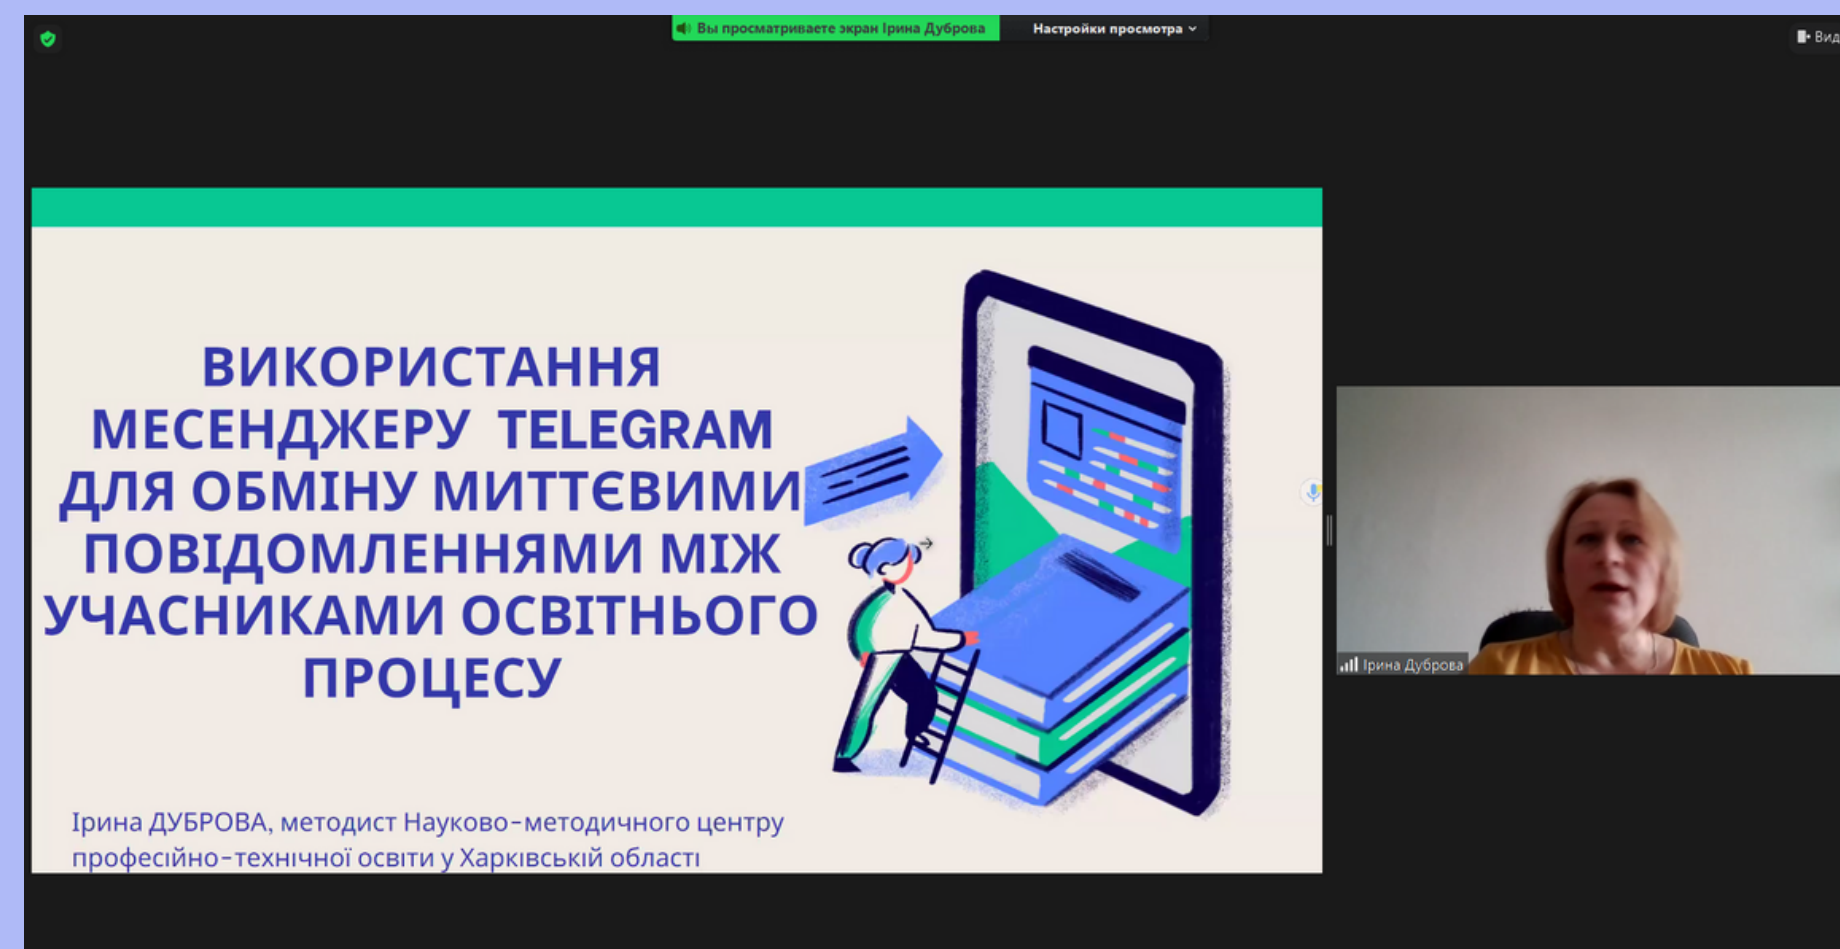 Вы просматриваете экран Ірина Дуброва
Настройки просмотра
Вид
ВИКОРИСТАННЯ
МЕСЕНДЖЕРУ TELEGRAM
ДЛЯ ОБМІНУ МИТТЄВИМИ
ПОВІДОМЛЕННЯМИ МІЖ
УЧАСНИКАМИ ОСВІТНЬОГО
ПРОЦЕСУ
Ірина ДУБРОВА, методист Науково-методичного центру
професійно-технічної освіти у Харківській області
Ірина Дуброва